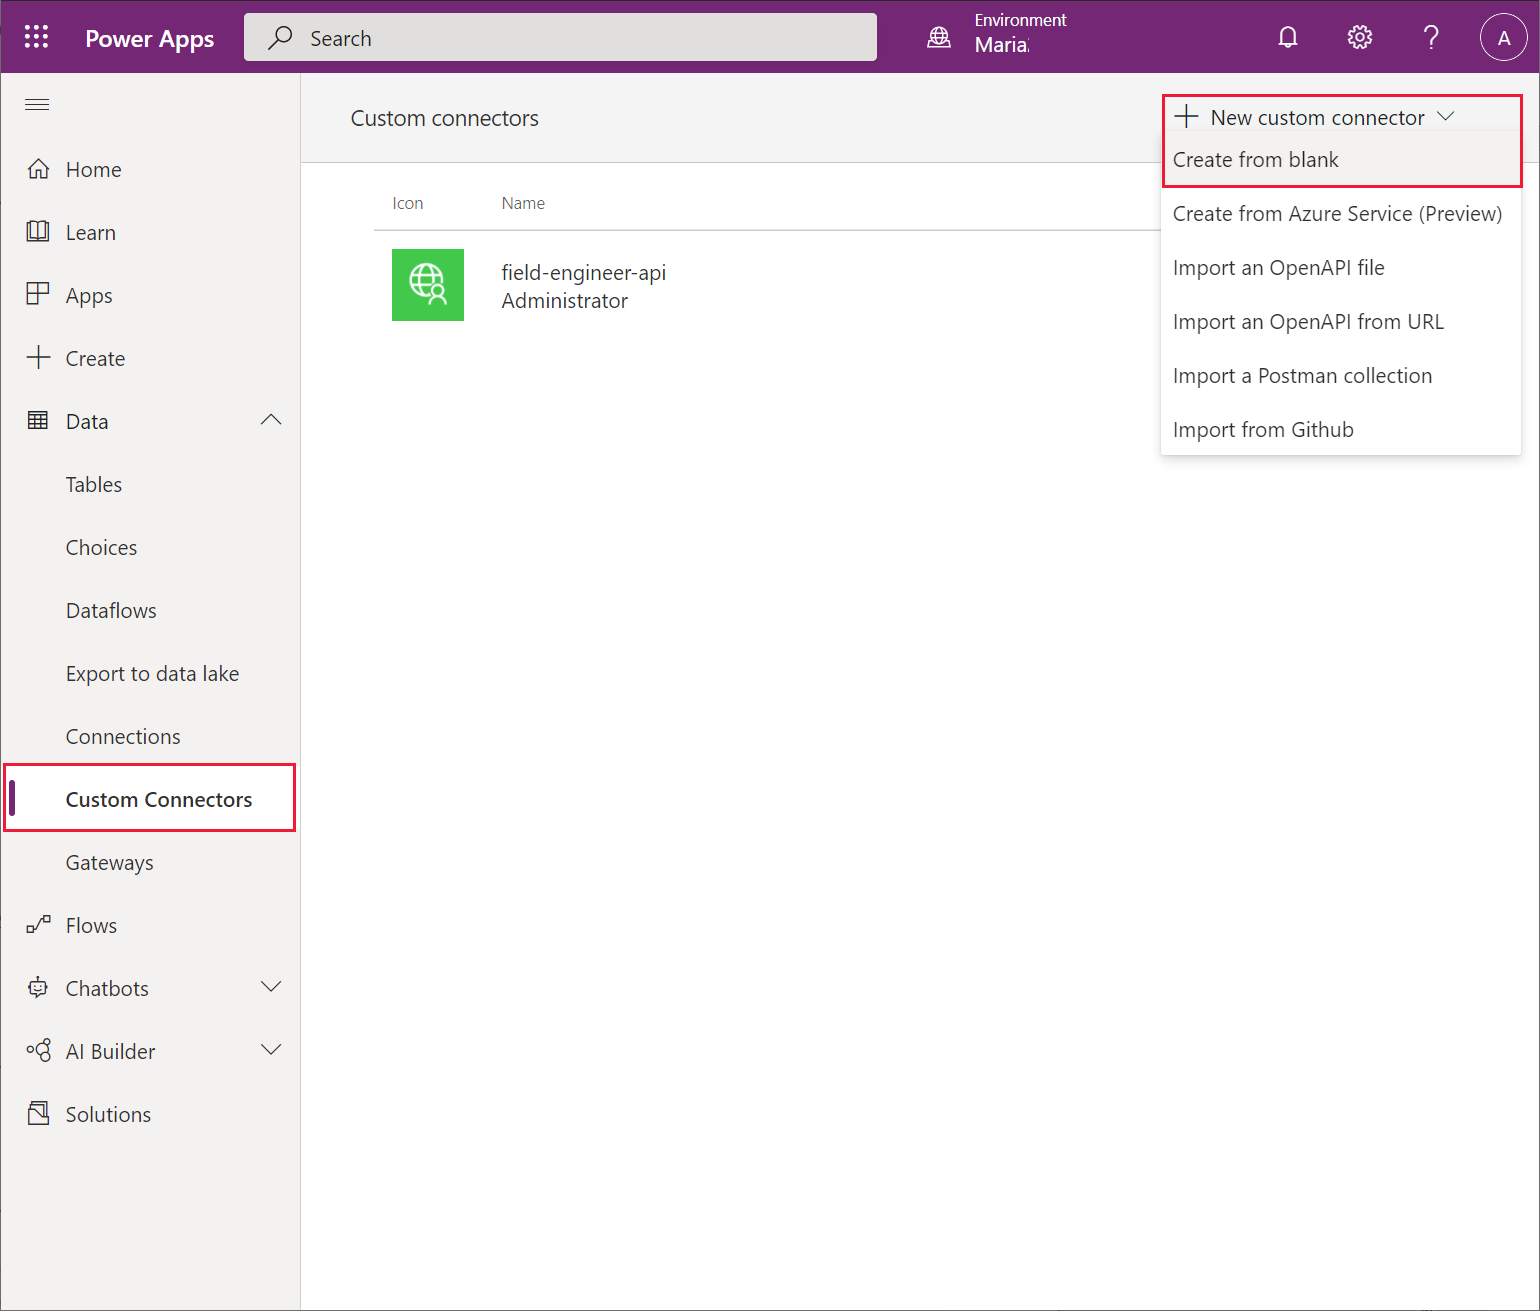 Power Apps
Search
Environment
Maria
?
A
Custom connectors
New custom connector
Create from blank
Create from Azure Service (Preview)
Import an OpenAPI file
Import an OpenAPI from URL
Import a Postman collection
Import from Github
Icon Name
field-engineer-api
Administrator
Home
Learn
Apps
Create
Data
Tables
Choices
Dataflows
Export to data lake
Connections
Custom Connectors
Gateways
Flows
Chatbots
AI Builder
Solutions